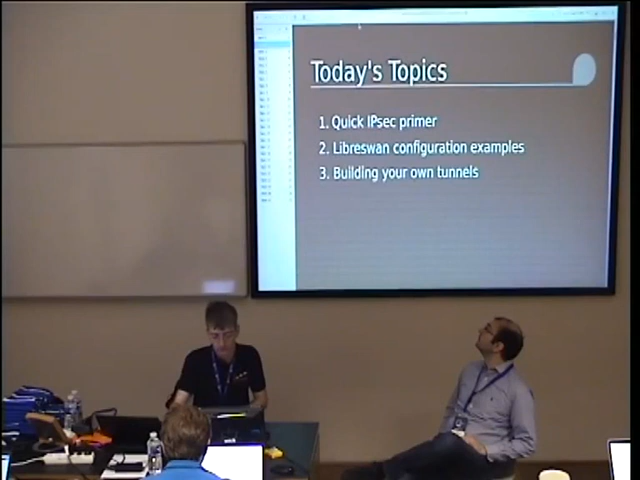 Today's Topics
1. Quick IPsec primer
2. Libreswan configuration examples
3. Building your own tunnels